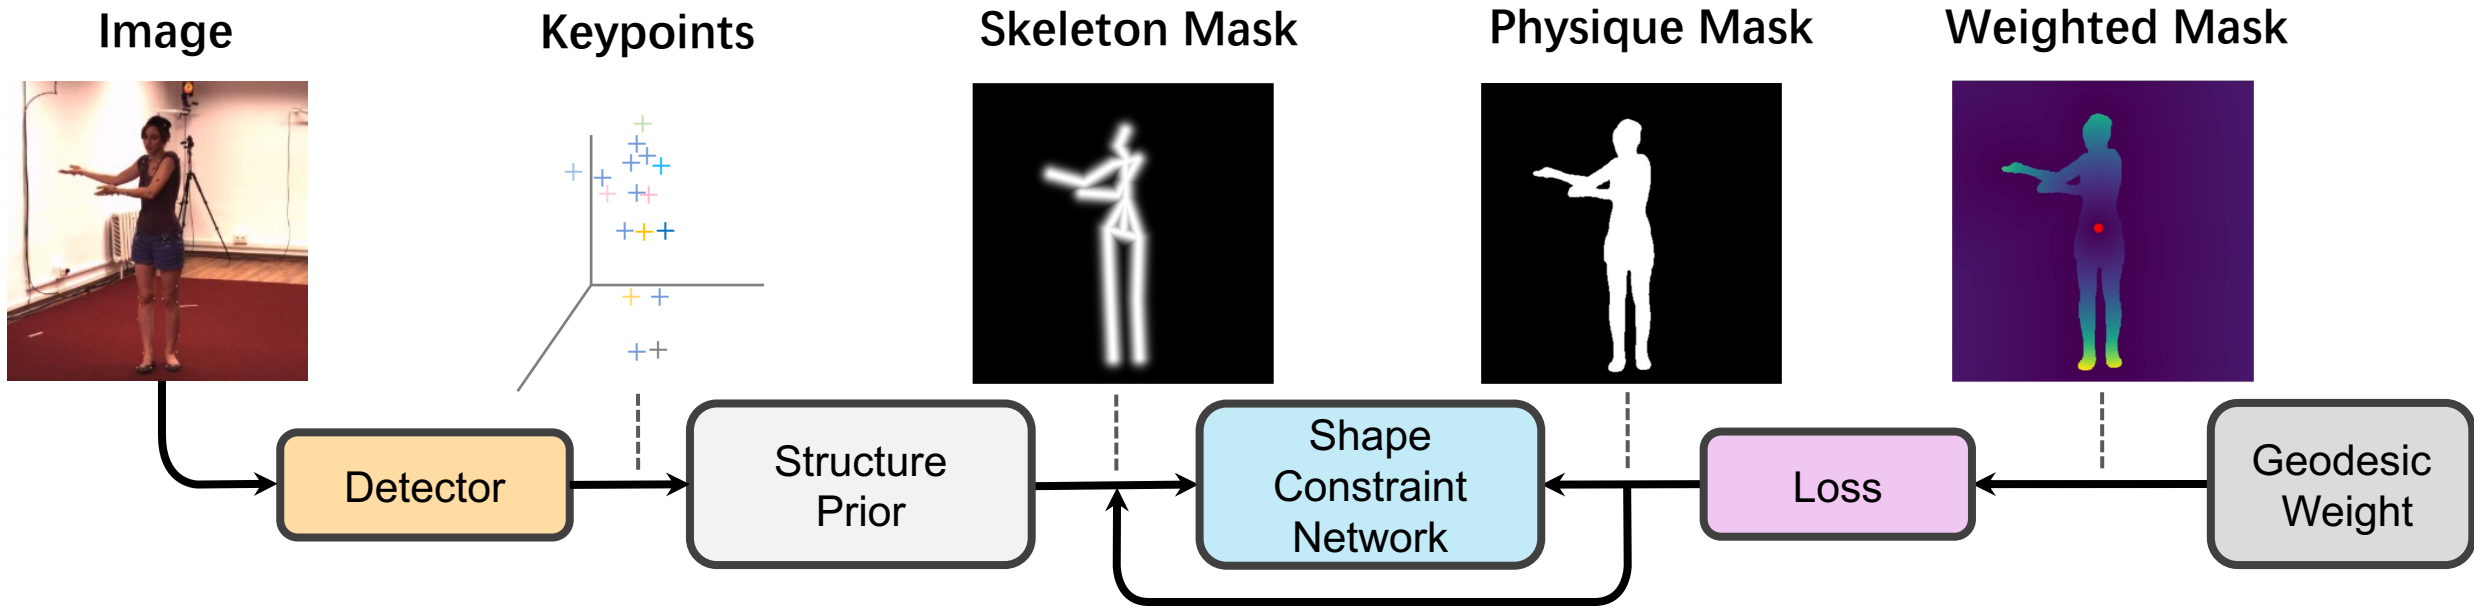 Image
Keypoints
Skeleton Mask
Physique Mask
Weighted Mask
Detector
Structure
Prior
Shape
Constraint
Network
Loss
Geodesic
Weight